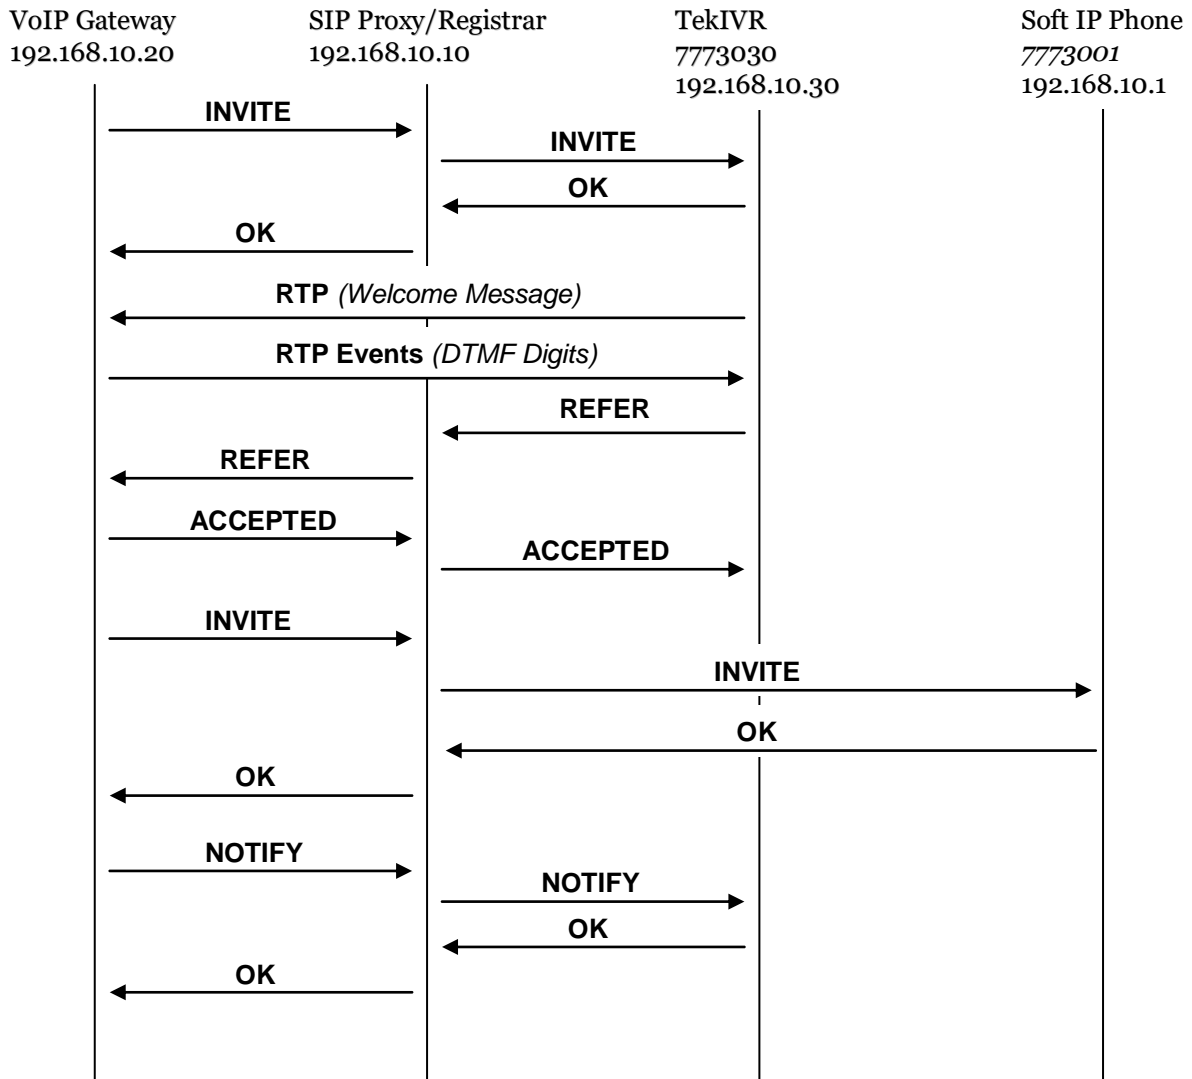 VoIP Gateway
192.168.10.20
SIP Proxy/Registrar
192.168.10.10
TekIVR
7773030
192.168.10.30
Soft IP Phone
7773001
192.168.10.1
INVITE
INVITE
OK
OK
RTP (Welcome Message)
RTP Events (DTMF Digits)
REFER
REFER
ACCEPTED
ACCEPTED
INVITE
INVITE
OK
OK
NOTIFY
NOTIFY
OK
OK